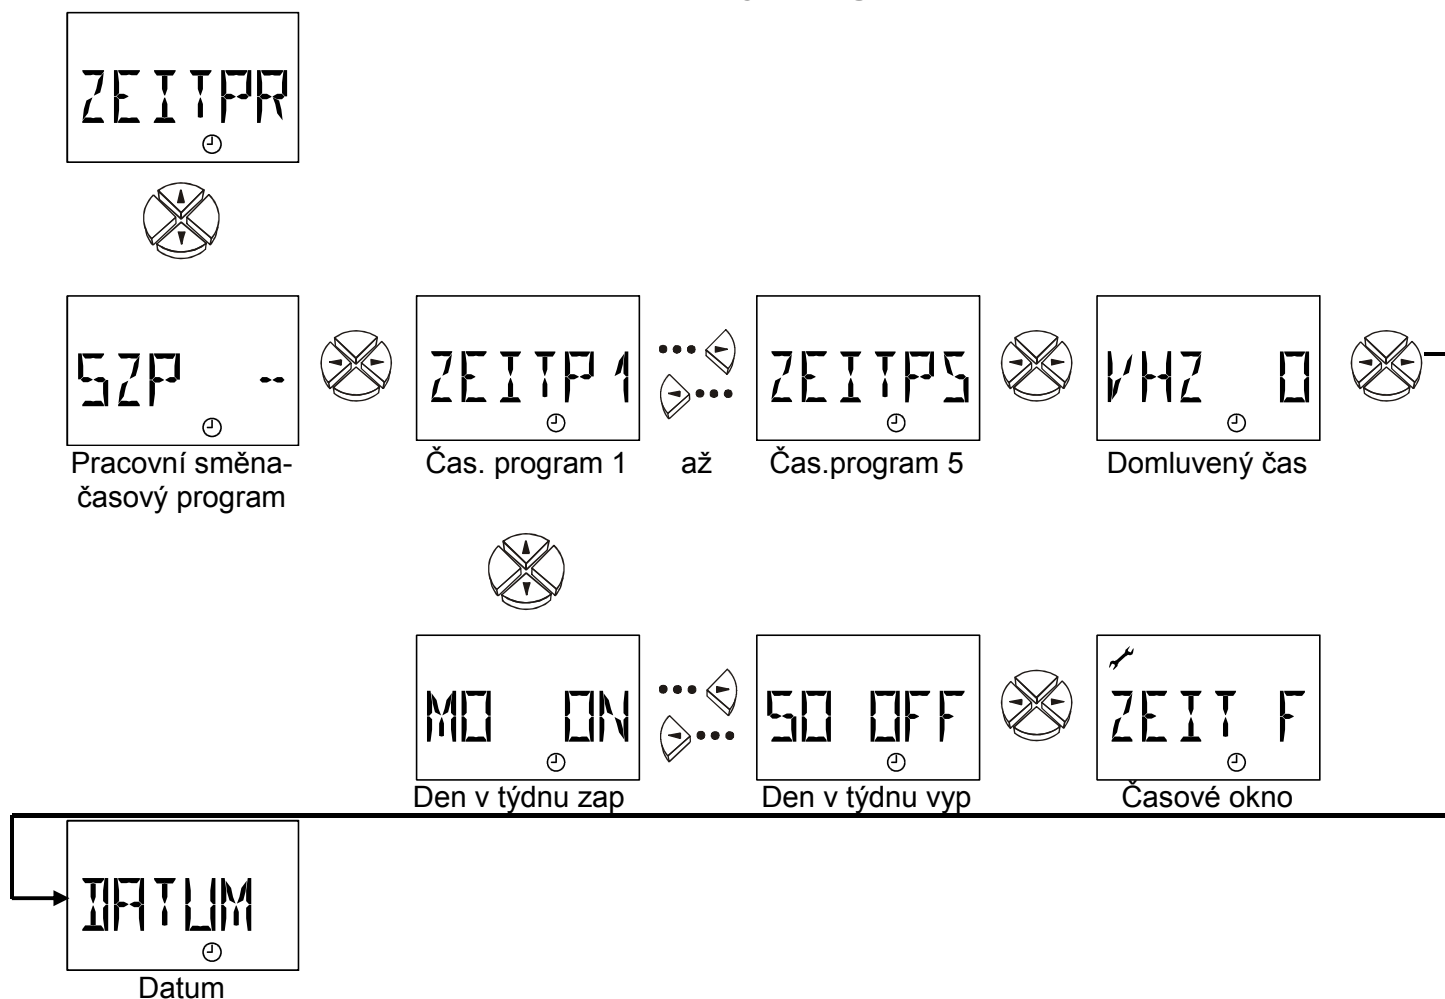 ZEITPR
SZP --
ZEITP1
ZEITP5
VHZ 0
Pracovní směna-
časový program
Čas. program 1
až
Čas.program 5
Domluvený čas
MO ON
SO OFF
ZEIT F
Den v týdnu zap
Den v týdnu vyp
Časové okno
DATUM
Datum